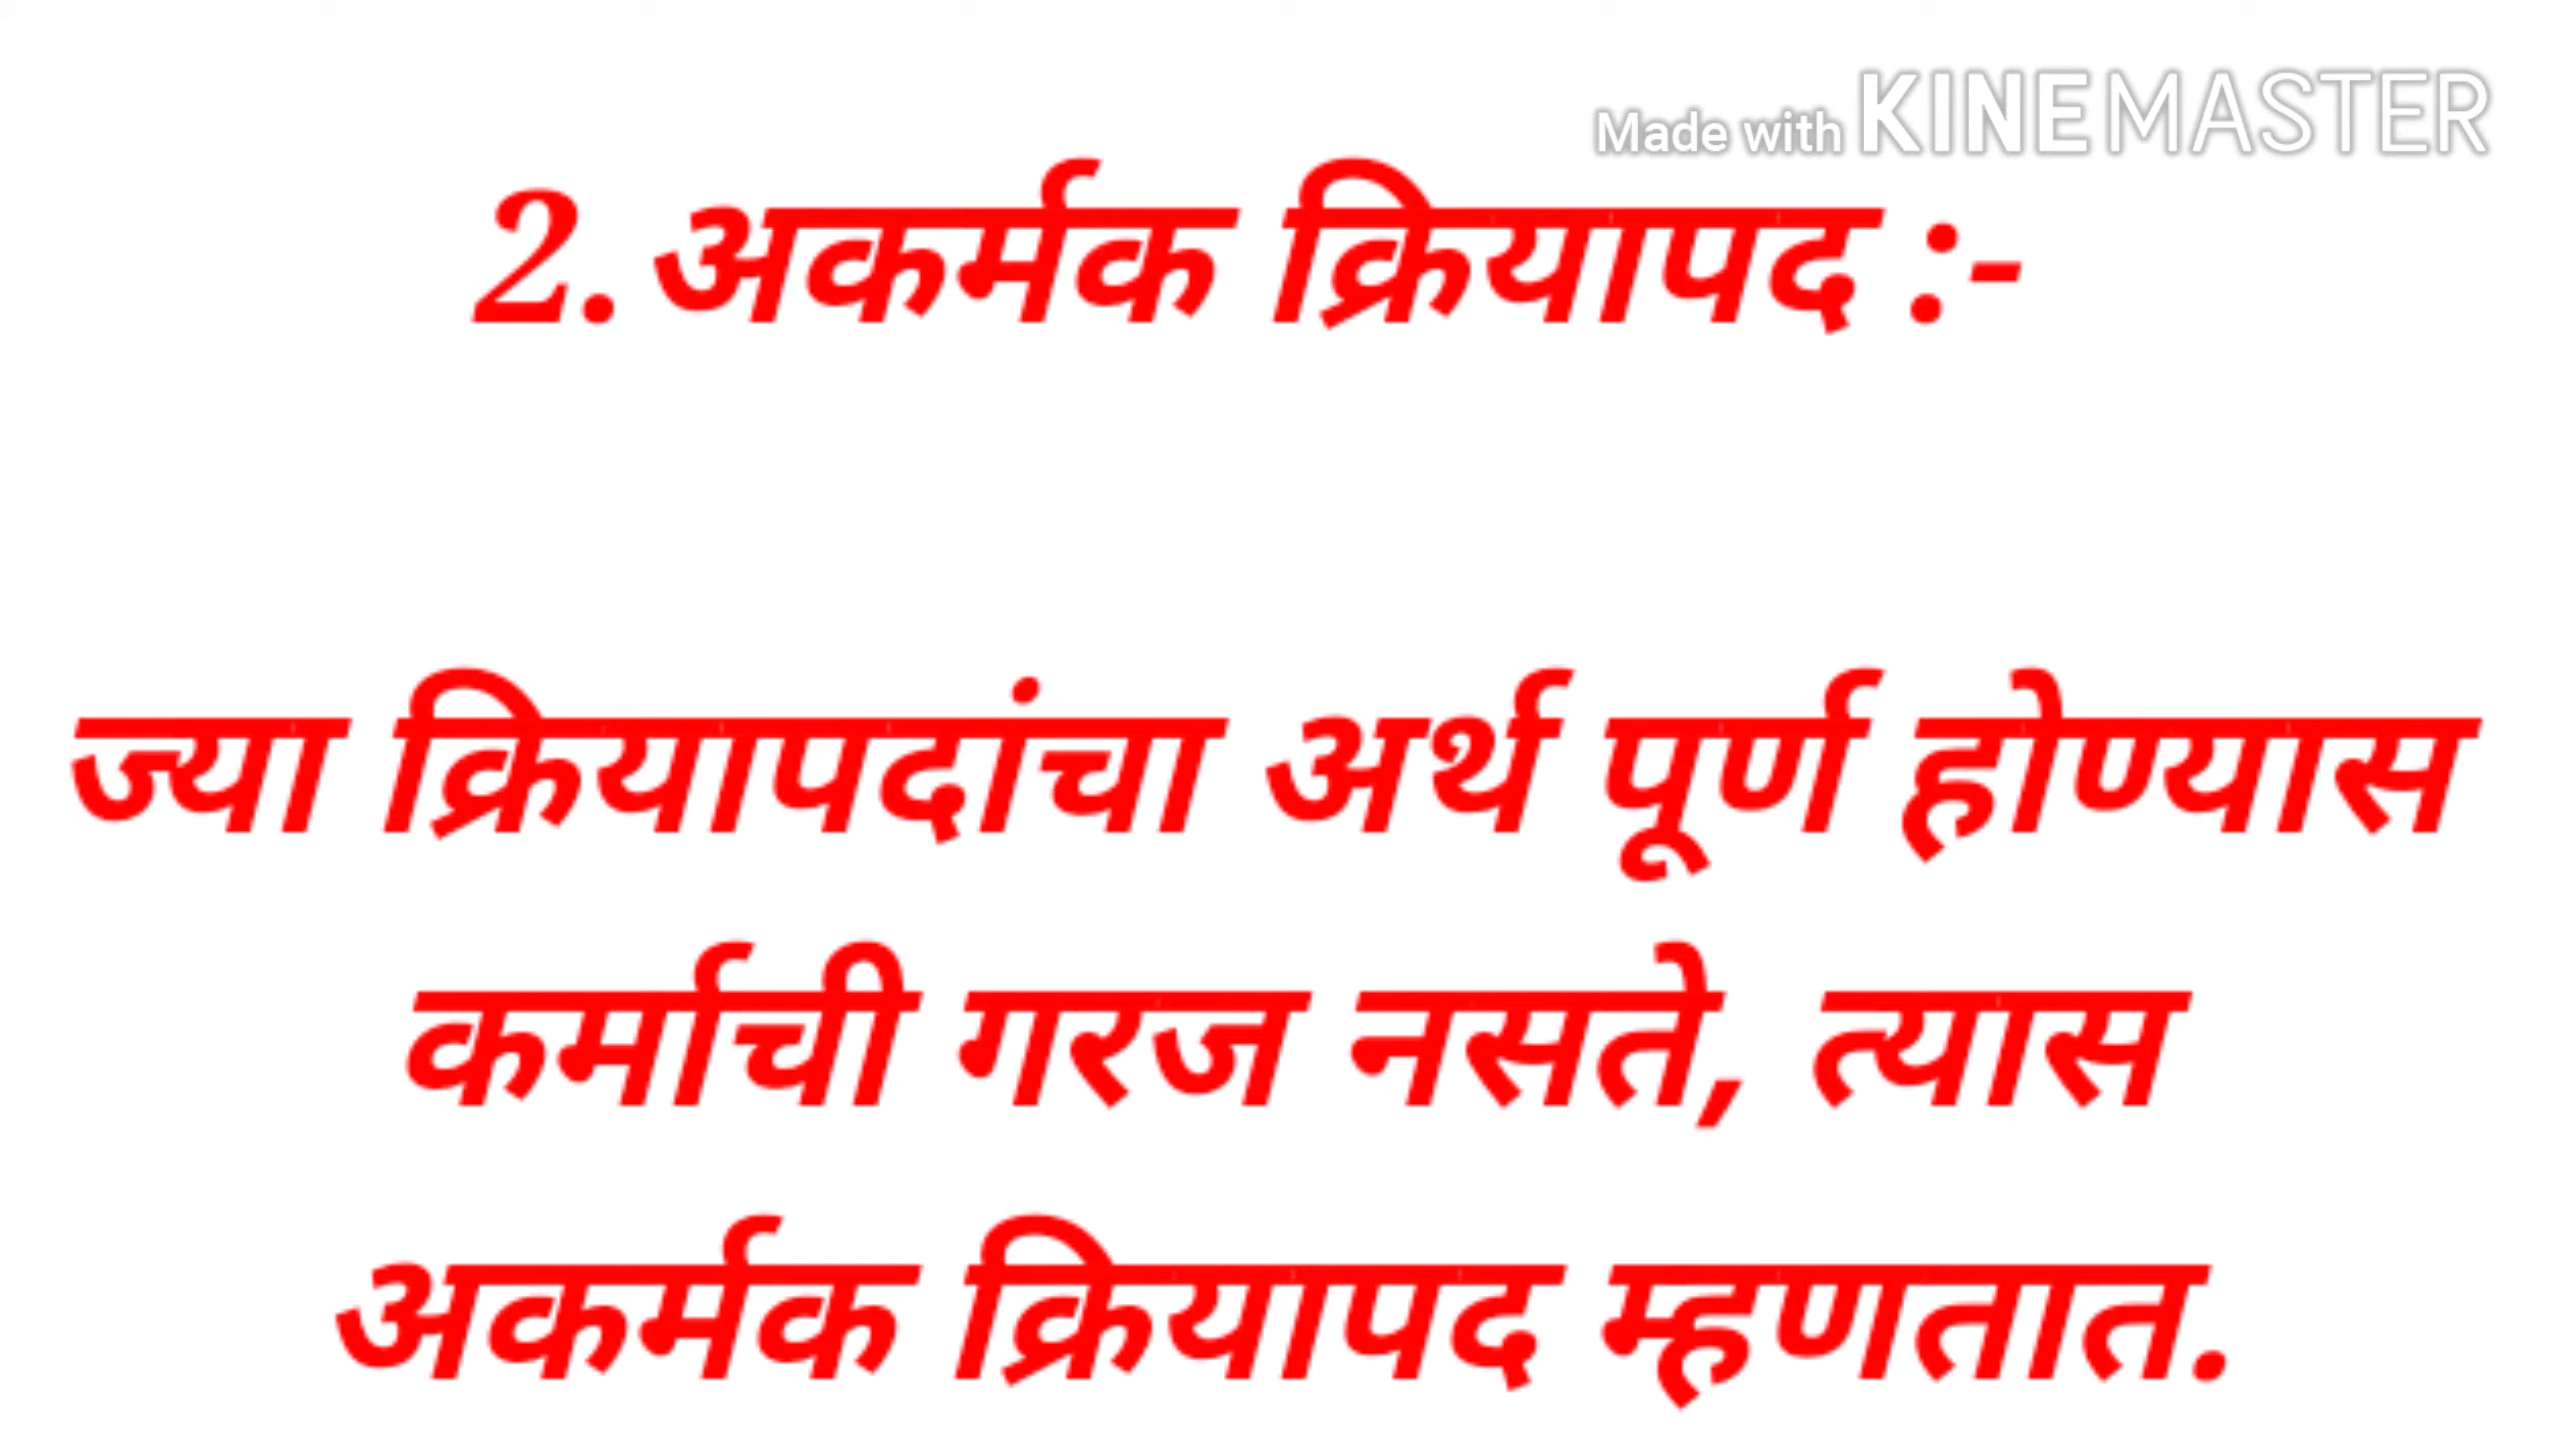 Made with KINEMASTER
2.अकर्मक क्रियापद :-
ज्या क्रियापदांचा अर्थ पूर्ण होण्यास
कर्माची गरज नसते, त्यास
अकर्मक क्रियापद म्हणतात.